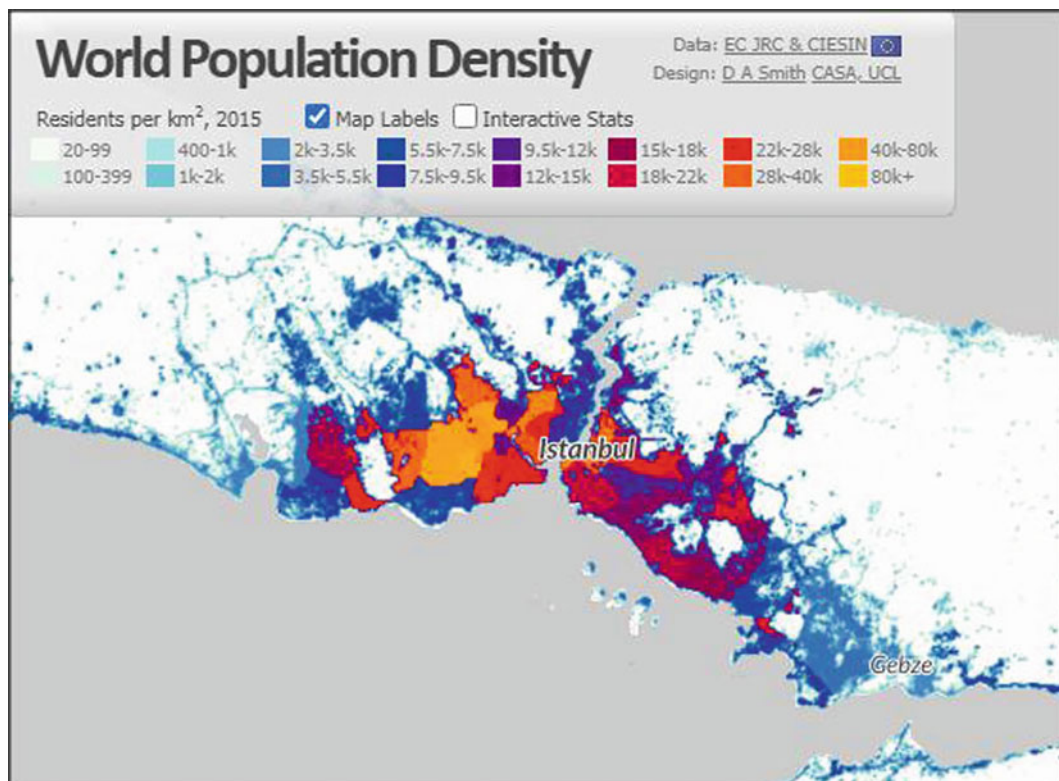 World Population Density
Data: EC JRC & CIESIN
Design: D A Smith CASA, UCL
Residents per km², 2015 Map Labels Interactive Stats
20-99 400-1k 2k-3.5k 5.5k-7.5k 9.5k-12k 15k-18k 22k-28k 40k-80k
100-399 1k-2k 3.5k-5.5k 7.5k-9.5k 12k-15k 18k-22k 28k-40k 80k+
Istanbul
Gebze